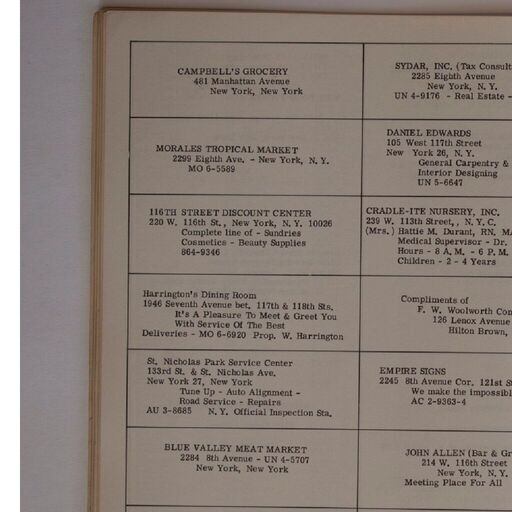 CAMPBELL'S GROCERY
481 Manhattan Avenue
New York, New York
MORALES TROPICAL MARKET
2299 Eighth Ave. - New York, N. Y.
MO 6-5589
116TH STREET DISCOUNT CENTER
220 W. 116th St., New York, N. Y. 10026
Complete line of - Sundries
Cosmetics - Beauty Supplies
864-9346
Harrington's Dining Room
1946 Seventh Avenue bet. 117th & 118th Sts.
It's A Pleasure To Meet & Greet You
With Service Of The Best
Deliveries - MO 6-6920 Prop. W. Harrington
St. Nicholas Park Service Center
133rd St. & St. Nicholas Ave.
New York 27, New York
Tune Up - Auto Alignment -
Road Service - Repairs
AU 3-8685 N. Y. Official Inspection Sta.
BLUE VALLEY MEAT MARKET
2284 8th Avenue - UN 4-5707
New York, New York
SYDAR, INC. (Tax Consult
2285 Eighth Avenue
New York, N. Y.
UN 4-9176 - Real Estate -
DANIEL EDWARDS
105 West 117th Street
New York 26, N. Y.
General Carpentry &
Interior Designing
UN 5-6647
CRADLE-ITE NURSERY, INC.
239 W. 113th Street,, N. Y. C.
(Mrs.) Hattie M. Durant, RN. MA
Medical Supervisor - Dr.
Hours - 8 A.M. - 6 P.M.
Children - 2 - 4 Years
Compliments of
F. W. Woolworth Com
126 Lenox Avenue
Hilton Brown,
EMPIRE SIGNS
2245 8th Avenue Cor. 121st S
We make the impossibl
AC 2-9363-4
JOHN ALLEN (Bar & Gr
214 W. 116th Street
New York, N. Y.
Meeting Place For All